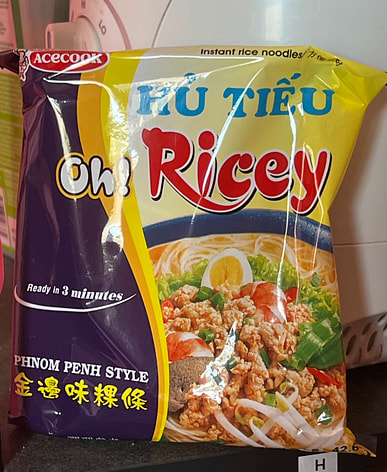 ACECOOK
Instant rice noodles
HỦ TIẾU
Oh! Ricey
Ready in 3 minutes
PHNOM PENH STYLE
金邊味粿條
H